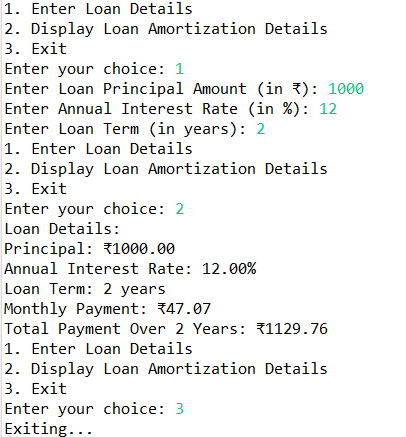 1. Enter Loan Details
2. Display Loan Amortization Details
3. Exit
Enter your choice: 1
Enter Loan Principal Amount (in ₹): 1000
Enter Annual Interest Rate (in %): 12
Enter Loan Term (in years): 2
1. Enter Loan Details
2. Display Loan Amortization Details
3. Exit
Enter your choice: 2
Loan Details:
Principal: ₹1000.00
Annual Interest Rate: 12.00%
Loan Term: 2 years
Monthly Payment: ₹47.07
Total Payment Over 2 Years: ₹1129.76
1. Enter Loan Details
2. Display Loan Amortization Details
3. Exit
Enter your choice: 3
Exiting...